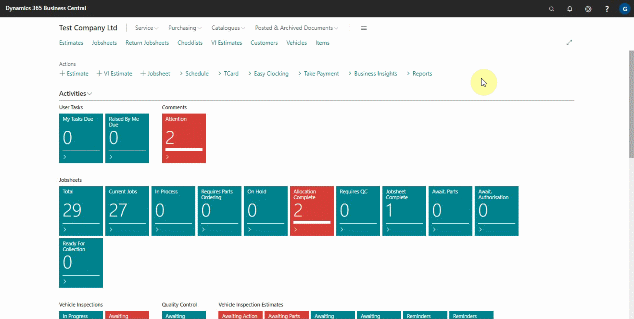 Dynamics 365 Business Central
?
G
Test Company Ltd
Service
Purchasing
Catalogues
Posted & Archived Documents
Estimates
Jobsheets
Return Jobsheets
Checklists
VI Estimates
Customers
Vehicles
Items
Actions
+ Estimate
+ VI Estimate
+ Jobsheet
> Schedule
> TCard
> Easy Clocking
> Take Payment
> Business Insights
> Reports
Activities
User Tasks
Comments
My Tasks Due
0
Raised By Me Due
0
Attention
2
Jobsheets
Total
29
Current Jobs
27
In Process
0
Requires Parts Ordering
0
On Hold
0
Allocation Complete
2
Requires QC
0
Jobsheet Complete
1
Await. Parts
0
Await. Authorisation
0
Ready For Collection
0
Vehicle Inspections
Quality Control
Vehicle Inspection Estimates
In Progress
Awaiting
Awaiting
Awaiting Action
Awaiting Parts
Awaiting
Awaiting
Reminders
Reminders